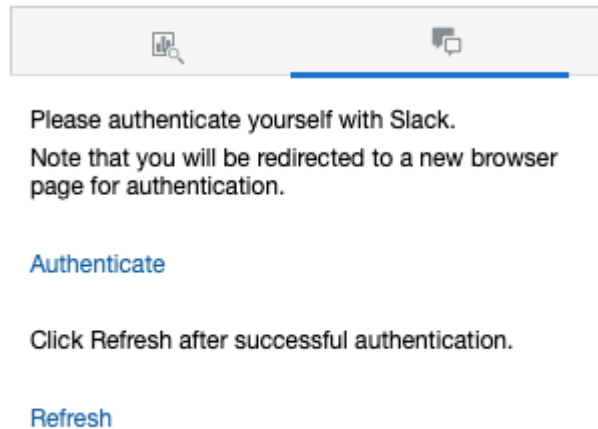 Please authenticate yourself with Slack.
Note that you will be redirected to a new browser
page for authentication.
Authenticate
Click Refresh after successful authentication.
Refresh